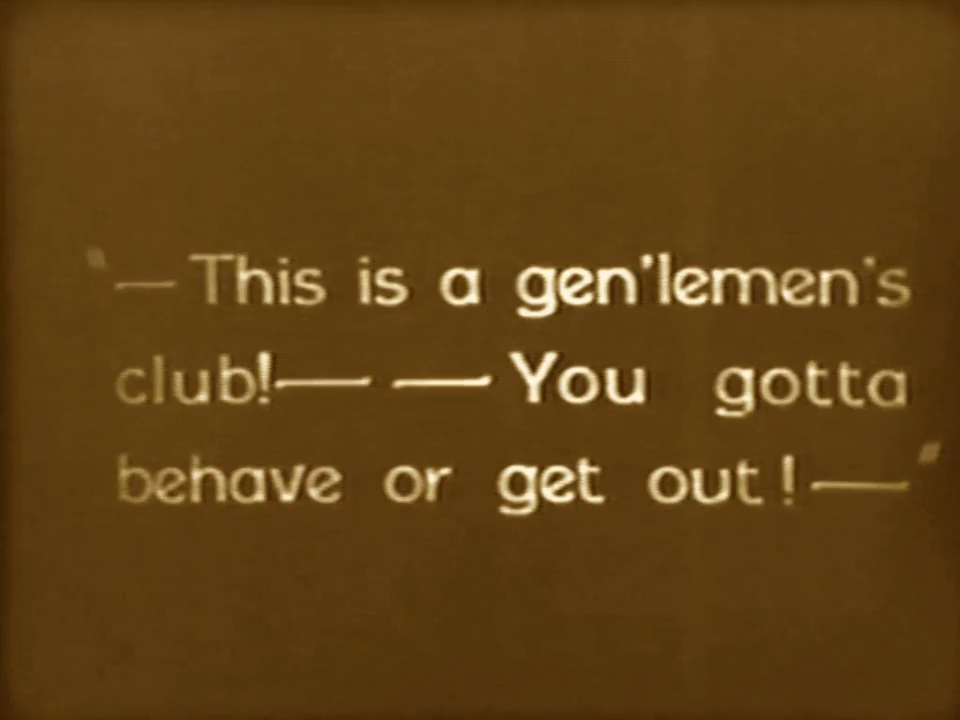 '—This is a gen'lemen's
club!— —You gotta
behave or get out!—'